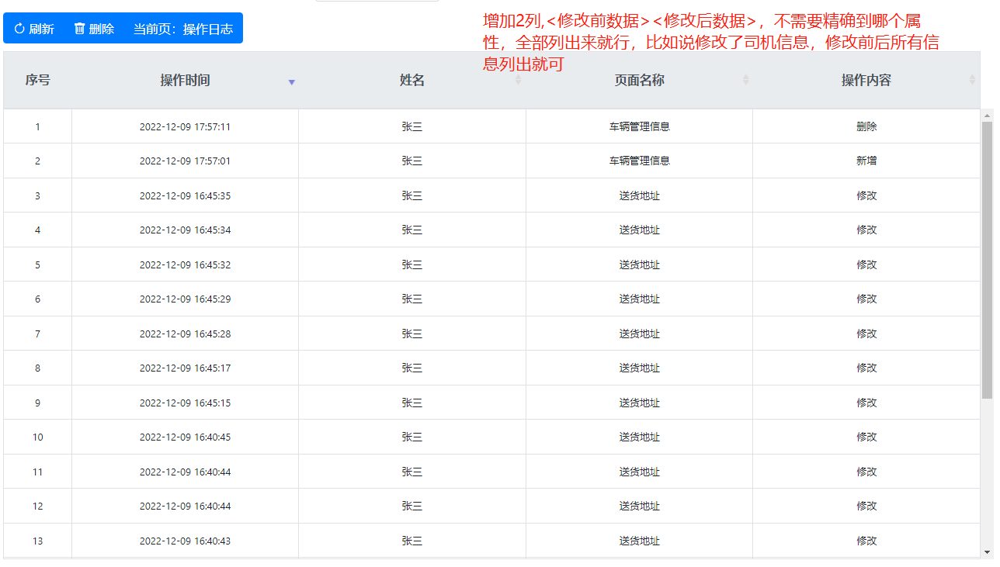 刷新 删除 当前页：操作日志
增加2列,<修改前数据><修改后数据>，不需要精确到哪个属
性，全部列出来就行，比如说修改了司机信息，修改前后所有信
息列出就可
序号 操作时间 姓名 页面名称 操作内容
1 2022-12-09 17:57:11 张三 车辆管理信息 删除
2 2022-12-09 17:57:01 张三 车辆管理信息 新增
3 2022-12-09 16:45:35 张三 送货地址 修改
4 2022-12-09 16:45:34 张三 送货地址 修改
5 2022-12-09 16:45:32 张三 送货地址 修改
6 2022-12-09 16:45:29 张三 送货地址 修改
7 2022-12-09 16:45:28 张三 送货地址 修改
8 2022-12-09 16:45:17 张三 送货地址 修改
9 2022-12-09 16:45:15 张三 送货地址 修改
10 2022-12-09 16:40:45 张三 送货地址 修改
11 2022-12-09 16:40:44 张三 送货地址 修改
12 2022-12-09 16:40:44 张三 送货地址 修改
13 2022-12-09 16:40:43 张三 送货地址 修改